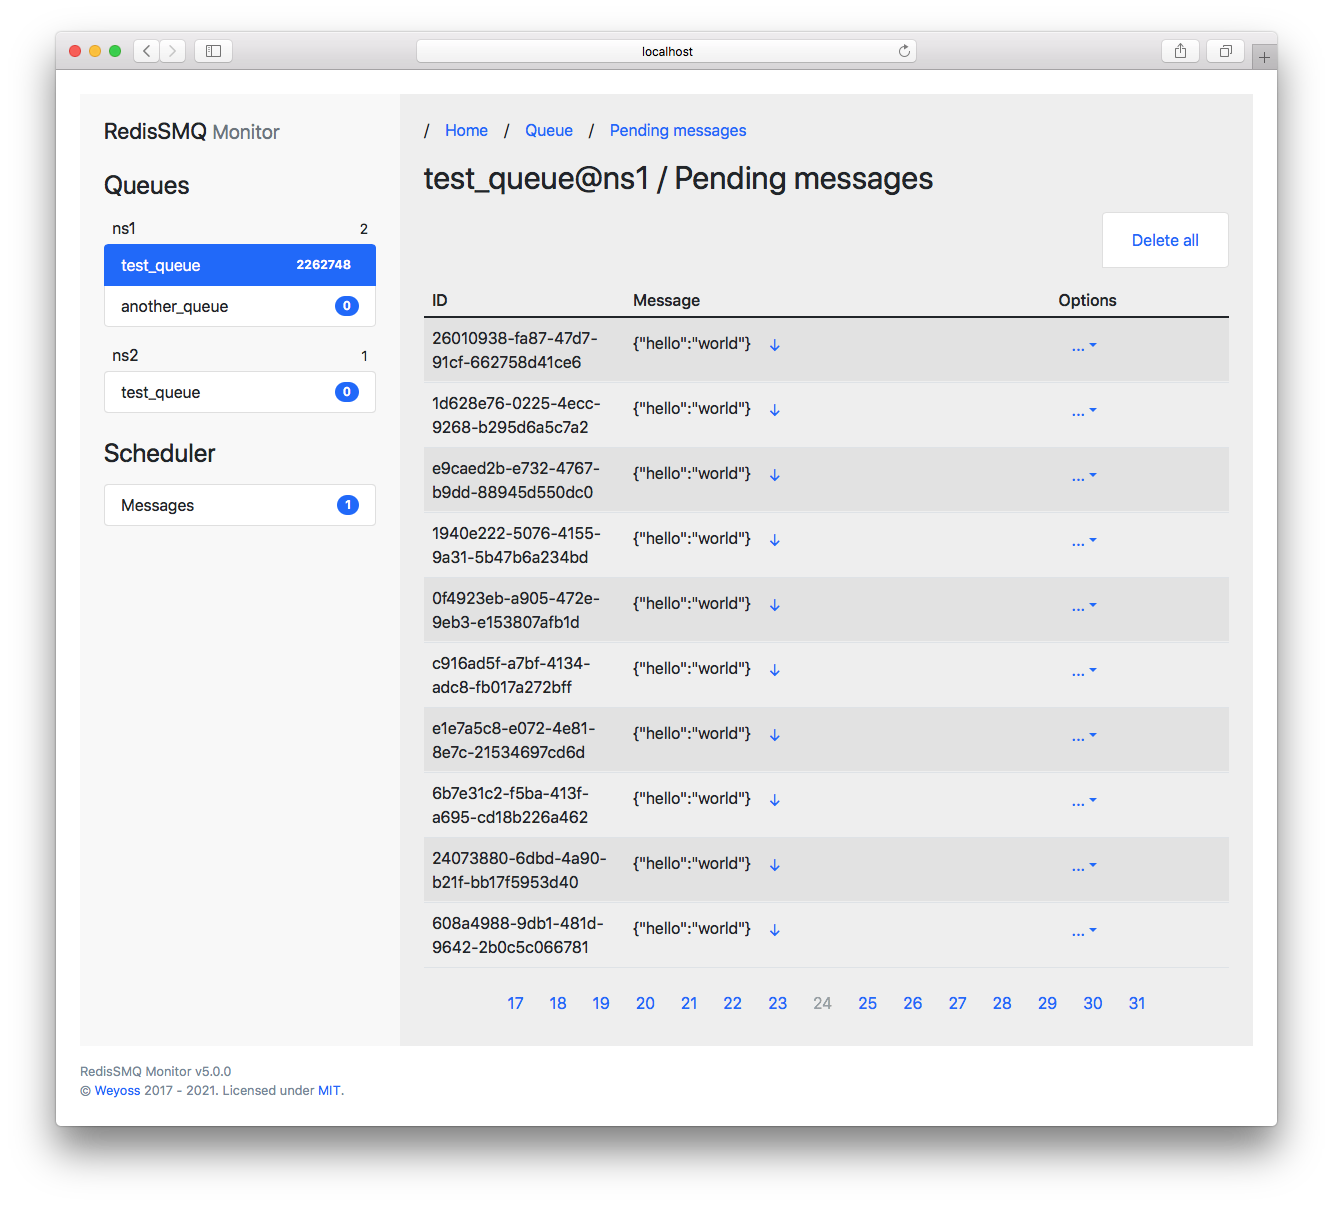 localhost
RedisSMQ Monitor
Queues
ns1 2
test_queue 2262748
another_queue 0
ns2 1
test_queue 0
Scheduler
Messages 1
/ Home / Queue / Pending messages
test_queue@ns1 / Pending messages
Delete all
ID Message Options
26010938-fa87-47d7- {"hello":"world"} ↓ ...
91cf-662758d41ce6
1d628e76-0225-4ecc- {"hello":"world"} ↓ ...
9268-b295d6a5c7a2
e9caed2b-e732-4767- {"hello":"world"} ↓ ...
b9dd-88945d550dc0
1940e222-5076-4155- {"hello":"world"} ↓ ...
9a31-5b47b6a234bd
0f4923eb-a905-472e- {"hello":"world"} ↓ ...
9eb3-e153807afb1d
c916ad5f-a7bf-4134- {"hello":"world"} ↓ ...
adc8-fb017a272bff
e1e7a5c8-e072-4e81- {"hello":"world"} ↓ ...
8e7c-21534697cd6d
6b7e31c2-f5ba-413f- {"hello":"world"} ↓ ...
a695-cd18b226a462
24073880-6dbd-4a90- {"hello":"world"} ↓ ...
b21f-bb17f5953d40
608a4988-9db1-481d- {"hello":"world"} ↓ ...
9642-2b0c5c066781
17 18 19 20 21 22 23 24 25 26 27 28 29 30 31
RedisSMQ Monitor v5.0.0
© Weyoss 2017 - 2021. Licensed under MIT.